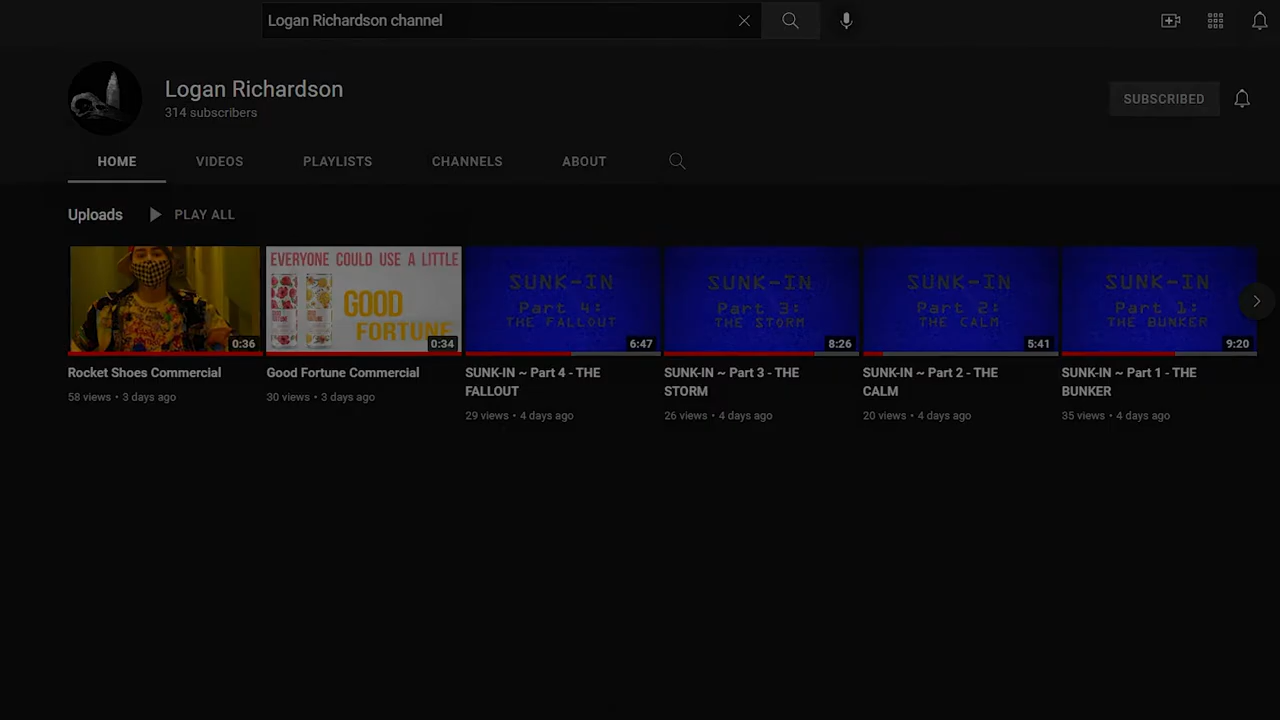 Logan Richardson channel
Logan Richardson
314 subscribers
SUBSCRIBED
HOME VIDEOS PLAYLISTS CHANNELS ABOUT
Uploads PLAY ALL
0:36
Rocket Shoes Commercial
58 views • 3 days ago
EVERYONE COULD USE A LITTLE
GOOD
FORTUNE
0:34
Good Fortune Commercial
30 views • 3 days ago
SUNK-IN
Part 4:
THE FALLOUT
6:47
SUNK-IN ~ Part 4 - THE
FALLOUT
29 views • 4 days ago
SUNK-IN
Part 3:
THE STORM
8:26
SUNK-IN ~ Part 3 - THE
STORM
26 views • 4 days ago
SUNK-IN
Part 2:
THE CALM
5:41
SUNK-IN ~ Part 2 - THE
CALM
20 views • 4 days ago
SUNK-IN
Part 1:
THE BUNKER
9:20
SUNK-IN ~ Part 1 - THE
BUNKER
35 views • 4 days ago